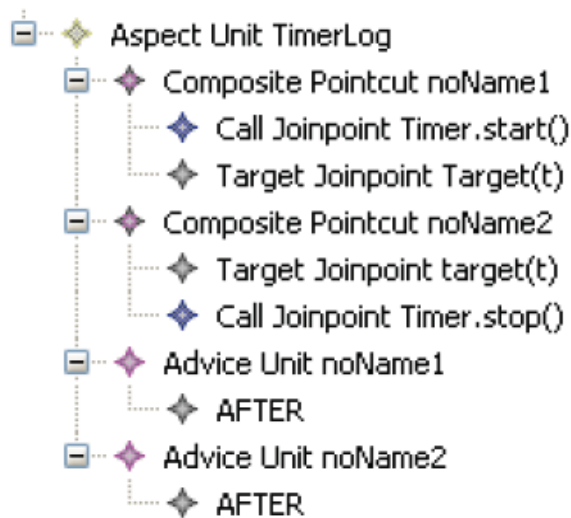 Aspect Unit TimerLog
Composite Pointcut noName1
Call Joinpoint Timer.start()
Target Joinpoint Target(t)
Composite Pointcut noName2
Target Joinpoint target(t)
Call Joinpoint Timer.stop()
Advice Unit noName1
AFTER
Advice Unit noName2
AFTER